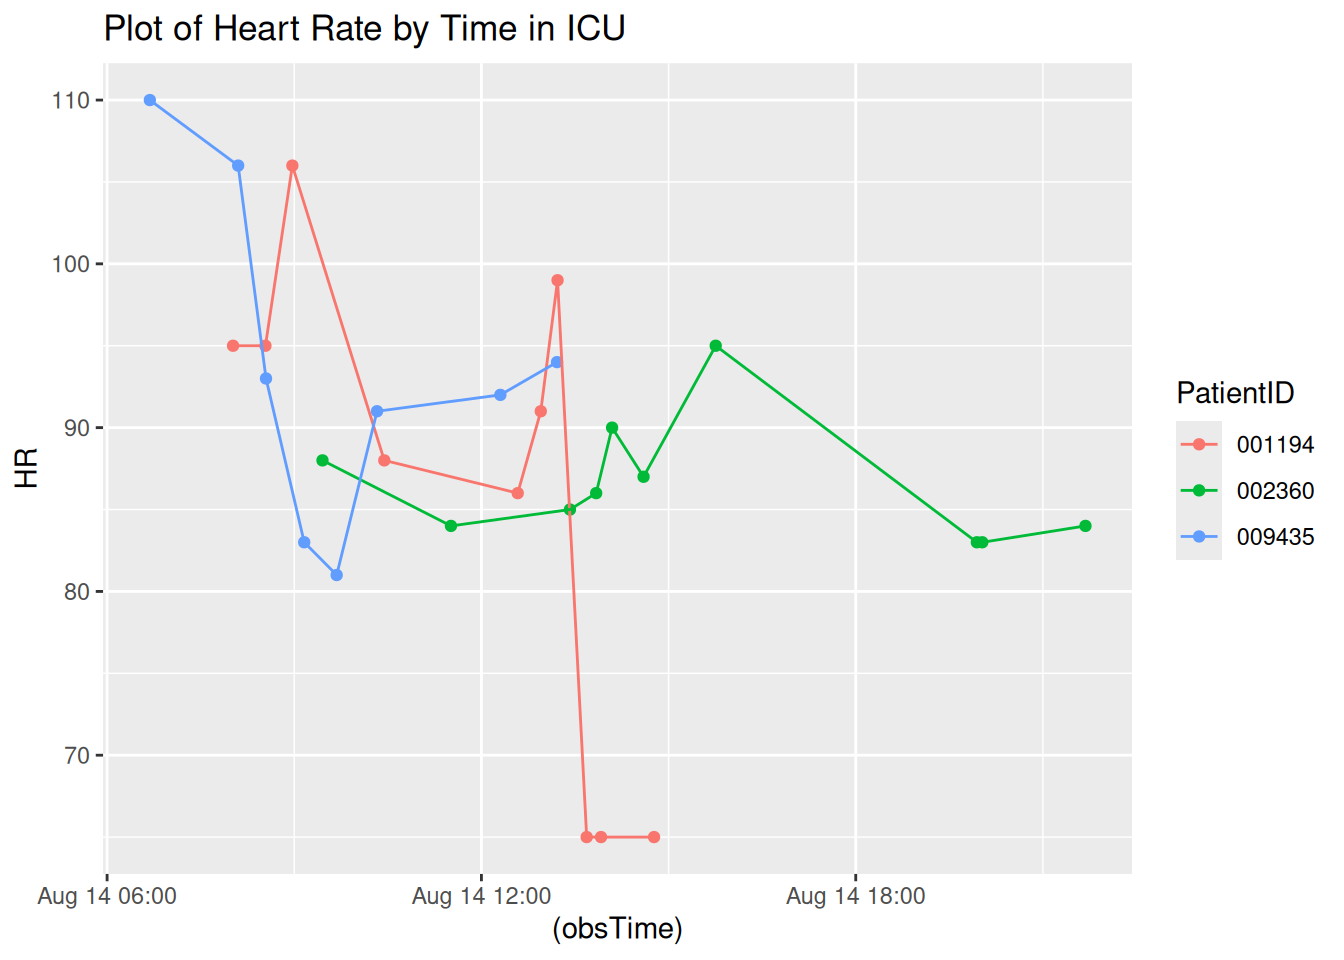 Plot of Heart Rate by Time in ICU
110
100
90
80
70
HR
Aug 14 06:00
Aug 14 12:00
Aug 14 18:00
(obsTime)
PatientID
001194
002360
009435